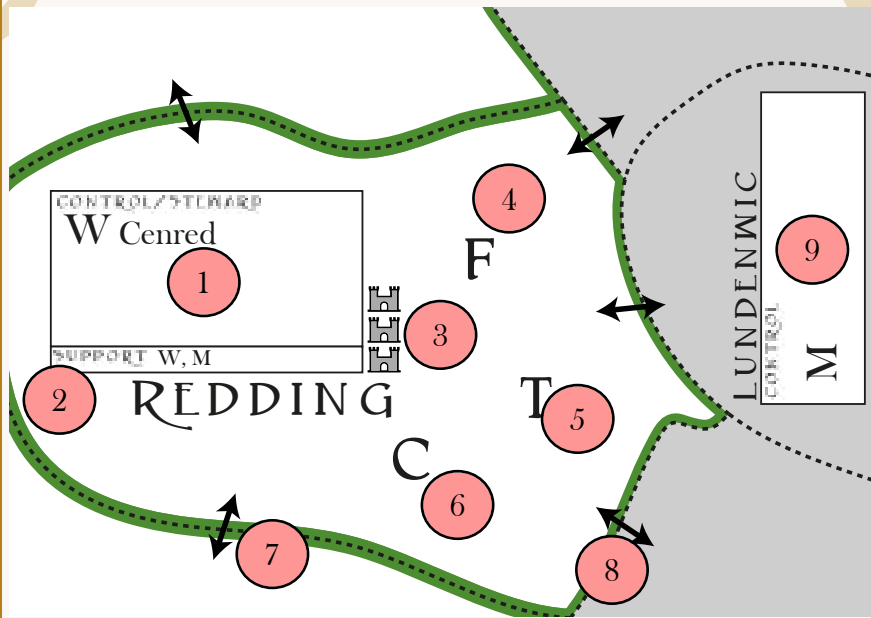 CONTROL/STEWARD
W Cenred
1
4
F
3
SUPPORT W, M
2
REDDING
T
5
C
6
7
8
LUNDENWIC
CONTROL
M
9